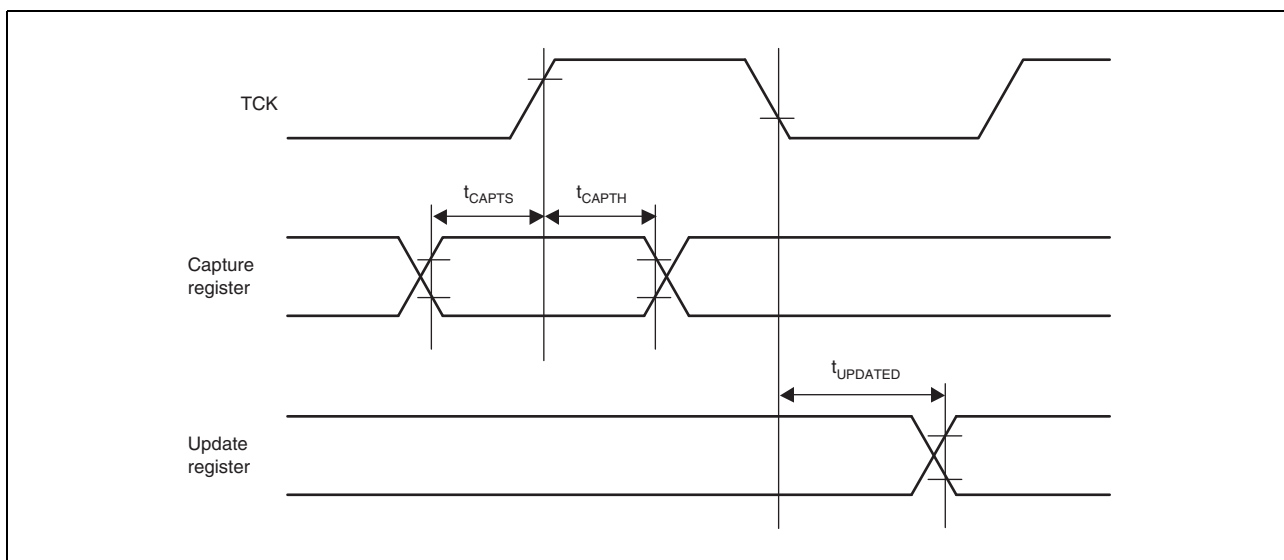 TCK
tCAPTS
tCAPTH
Capture
register
tUPDATED
Update
register